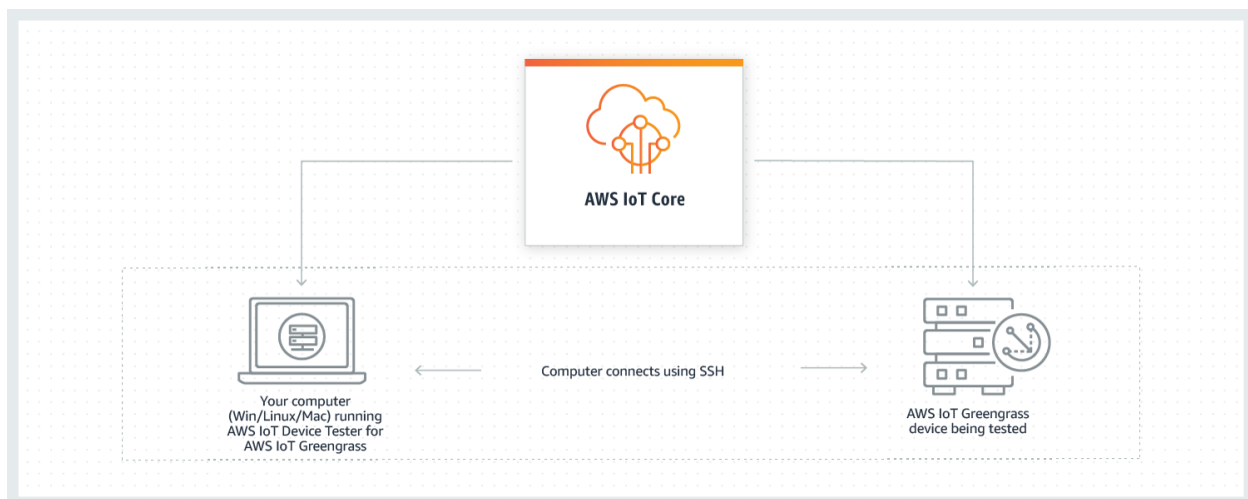 AWS IoT Core
Computer connects using SSH
Your computer
(Win/Linux/Mac) running
AWS IoT Device Tester for
AWS IoT Greengrass
AWS IoT Greengrass
device being tested